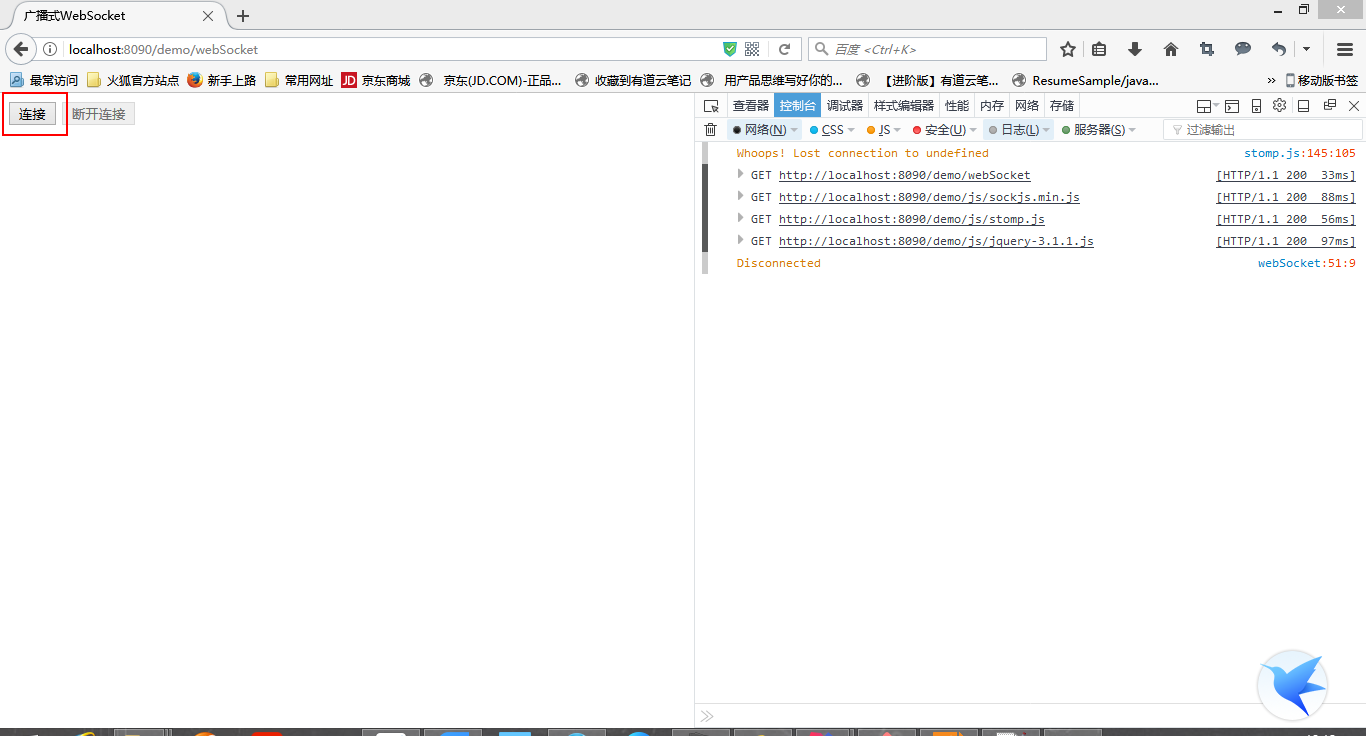 广播式WebSocket
localhost:8090/demo/webSocket
百度 <Ctrl+K>
最常访问 火狐官方站点 新手上路 常用网址 JD 京东商城 京东(JD.COM)-正品... 收藏到有道云笔记 用产品思维写好你的... 【进阶版】有道云笔... ResumeSample/java... » 移动版书签
连接 断开连接
查看器 控制台 调试器 样式编辑器 性能 内存 网络 存储
网络(N) CSS JS 安全(U) 日志(L) 服务器(S) 过滤输出
Whoops! Lost connection to undefined stomp.js:145:105
GET http://localhost:8090/demo/webSocket [HTTP/1.1 200 33ms]
GET http://localhost:8090/demo/js/sockjs.min.js [HTTP/1.1 200 88ms]
GET http://localhost:8090/demo/js/stomp.js [HTTP/1.1 200 56ms]
GET http://localhost:8090/demo/js/jquery-3.1.1.js [HTTP/1.1 200 97ms]
Disconnected webSocket:51:9